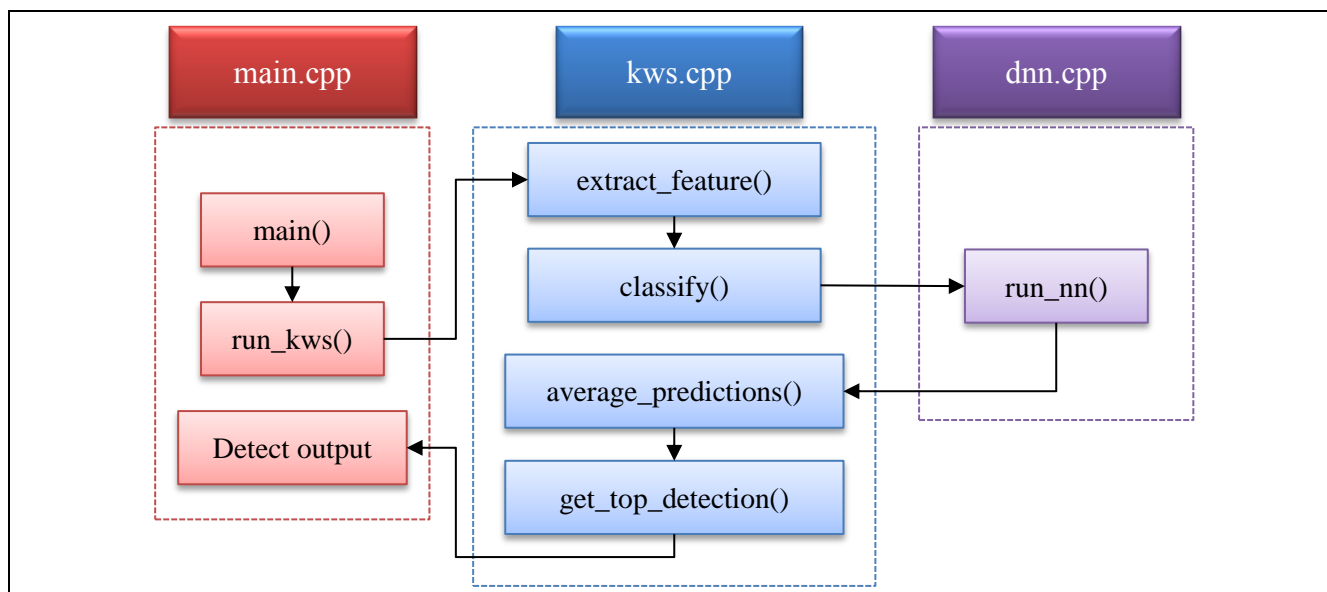 main.cpp
kws.cpp
dnn.cpp
main()
run_kws()
Detect output
extract_feature()
classify()
average_predictions()
get_top_detection()
run_nn()